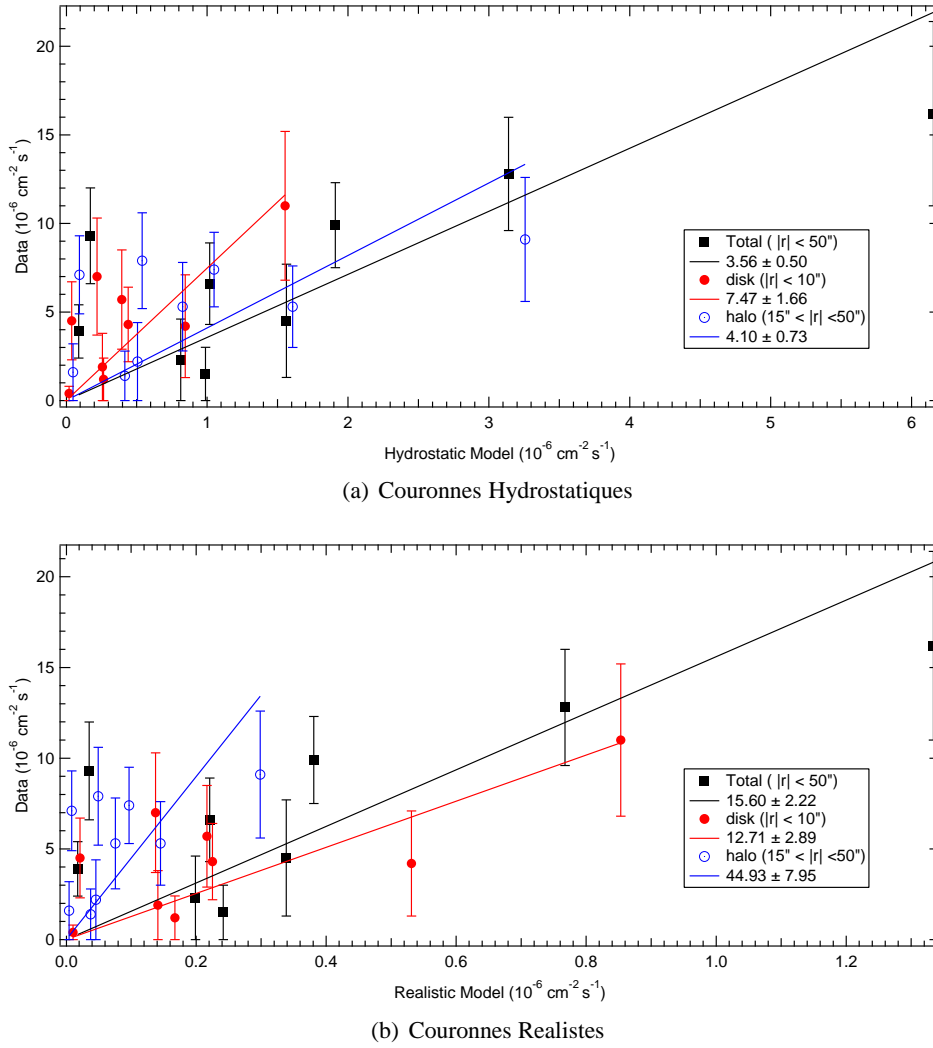 20
15
10
5
0
Data (10-6 cm-2 s-1)
0
1
2
3
4
5
6
Hydrostatic Model (10-6 cm-2 s-1)
Total ( |r| < 50")
3.56 ± 0.50
disk (|r| < 10")
7.47 ± 1.66
halo (15" < |r| <50")
4.10 ± 0.73
(a) Couronnes Hydrostatiques
20
15
10
5
0
Data (10-6 cm-2 s-1)
0.0
0.2
0.4
0.6
0.8
1.0
1.2
Realistic Model (10-6 cm-2 s-1)
Total ( |r| < 50")
15.60 ± 2.22
disk (|r| < 10")
12.71 ± 2.89
halo (15" < |r| <50")
44.93 ± 7.95
(b) Couronnes Realistes